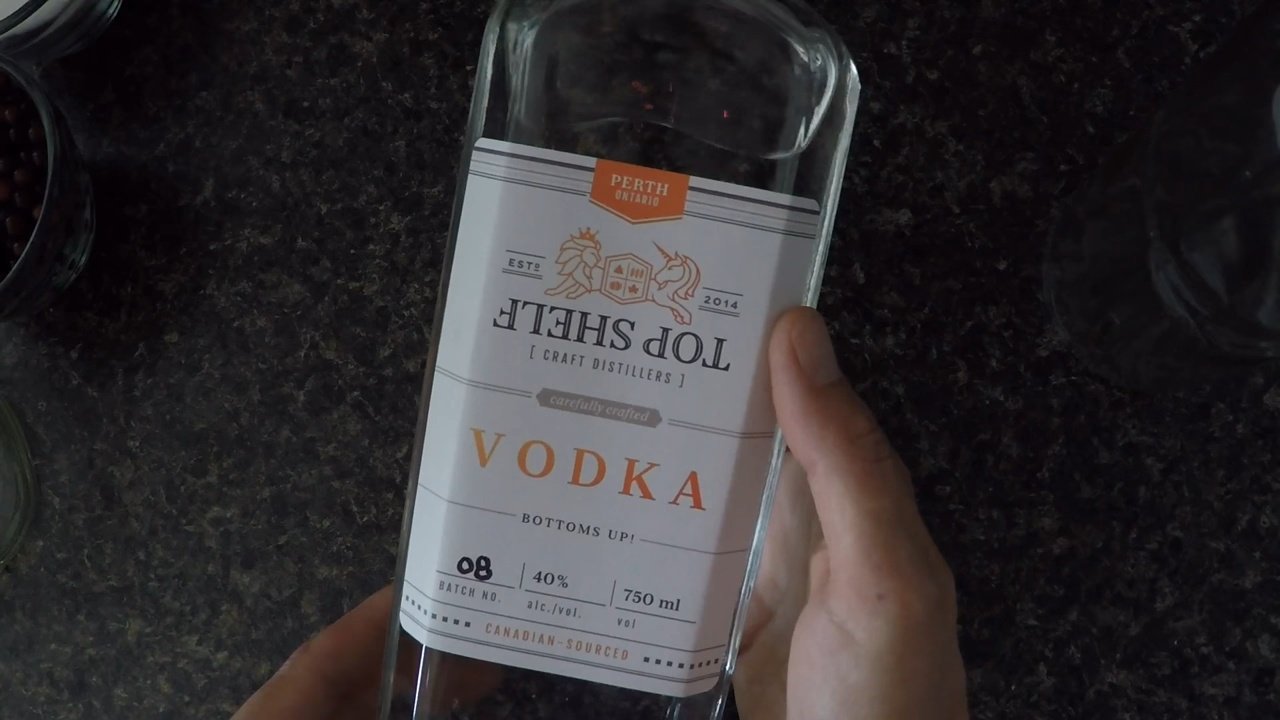 PERTH
ONTARIO
ESTD 2014
TOP SHELF
[ CRAFT DISTILLERS ]
carefully crafted
VODKA
BOTTOMS UP!
08 40% 750 ml
BATCH NO. alc./vol. vol
CANADIAN-SOURCED